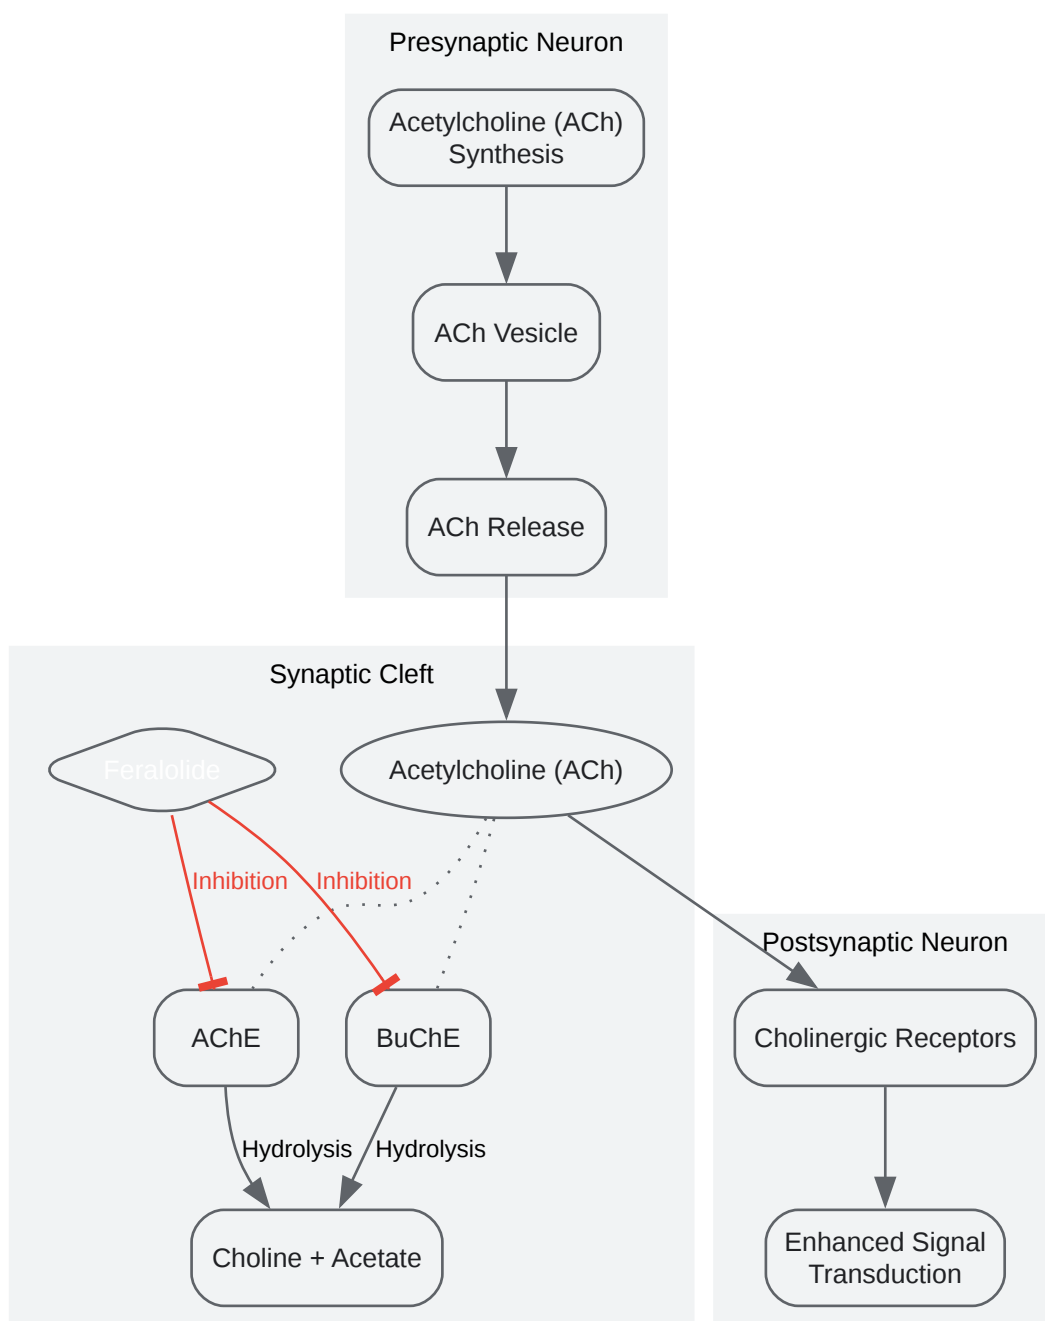 Presynaptic Neuron
Acetylcholine (ACh)
Synthesis
ACh Vesicle
ACh Release
Synaptic Cleft
Feralolide
Acetylcholine (ACh)
Inhibition
Inhibition
Postsynaptic Neuron
AChE
BuChE
Cholinergic Receptors
Hydrolysis
Hydrolysis
Choline + Acetate
Enhanced Signal
Transduction